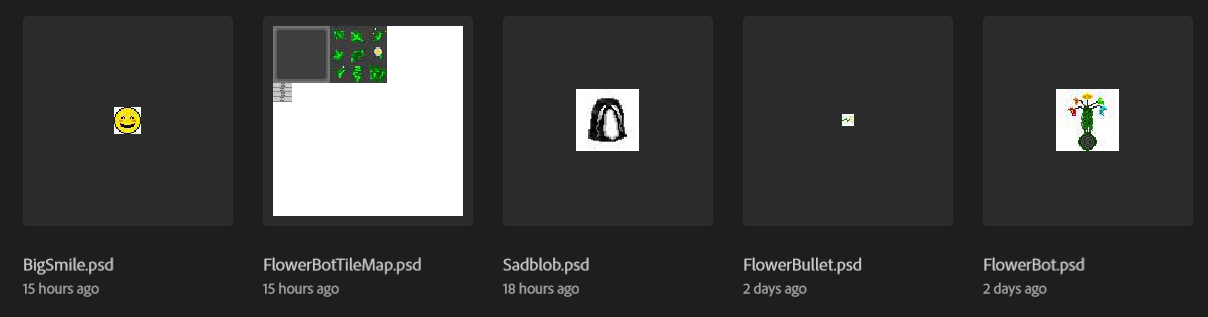 BigSmile.psd
15 hours ago
FlowerBotTileMap.psd
15 hours ago
Sadblob.psd
18 hours ago
FlowerBullet.psd
2 days ago
FlowerBot.psd
2 days ago